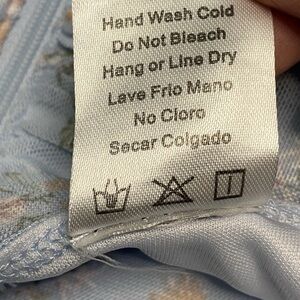 Hand Wash Cold
Do Not Bleach
Hang or Line Dry
Lave Frio Mano
No Cloro
Secar Colgado